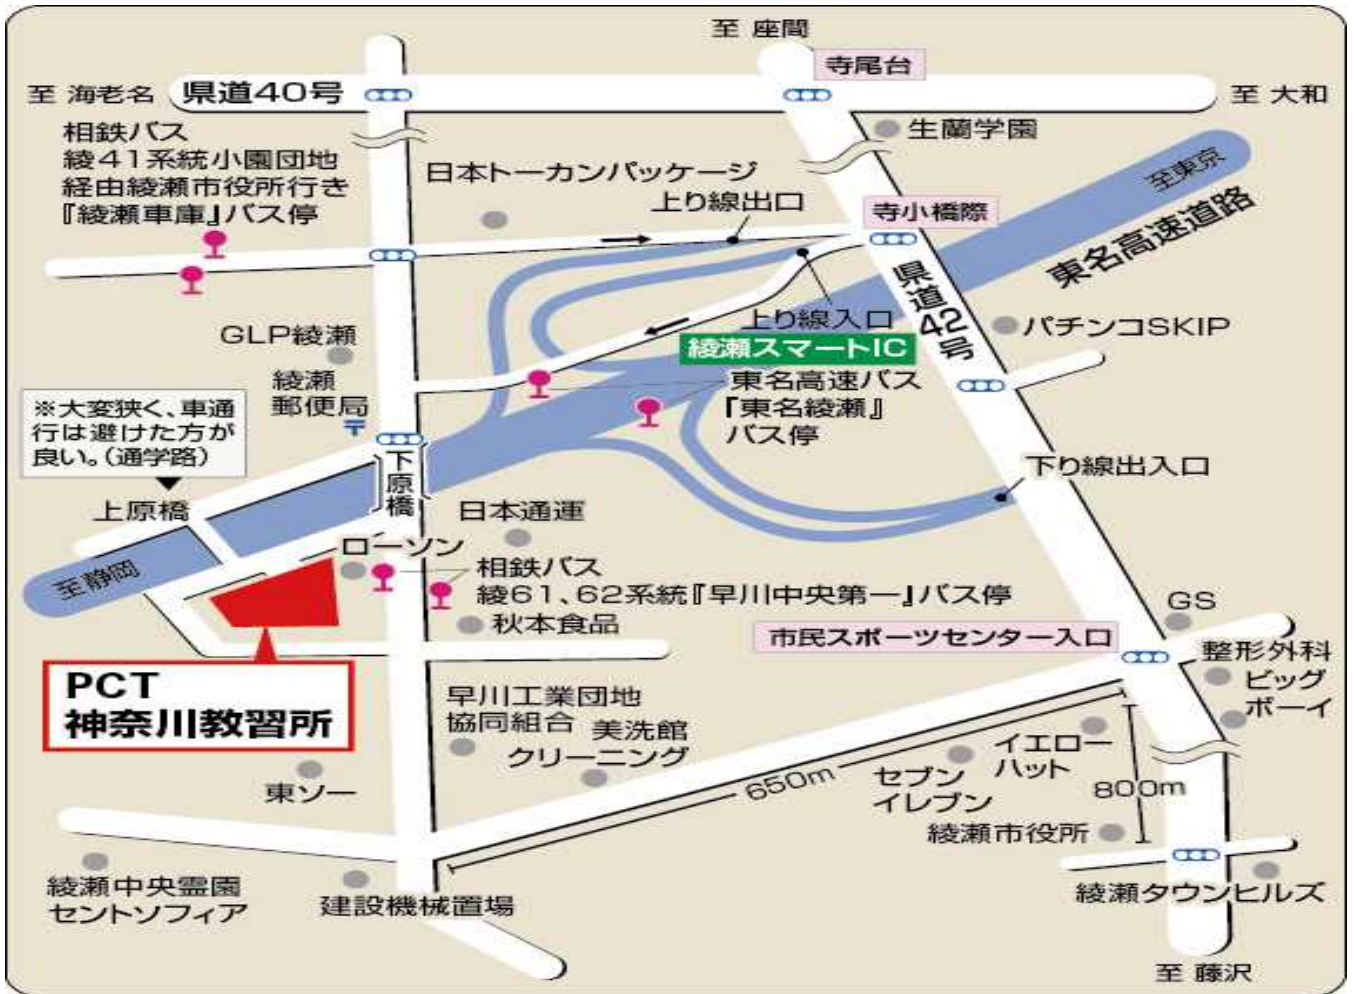 至 座間
寺尾台
至 海老名
県道40号
至 大和
相鉄バス
綾41系統小園団地
経由綾瀬市役所行き
『綾瀬車庫』バス停
生蘭学園
日本トーカンパッケージ
上り線出口
寺小橋際
至東京
東名高速道路
県道42号
上り線入口
GLP綾瀬
綾瀬スマートIC
パチンコSKIP
綾瀬
郵便局
〒
東名高速バス
『東名綾瀬』
バス停
※大変狭く、車通
行は避けた方が
良い。(通学路)
下原橋
下り線出入口
上原橋
日本通運
ローソン
至静岡
相鉄バス
綾61、62系統『早川中央第一』バス停
秋本食品
GS
市民スポーツセンター入口
整形外科
ビッグ
ボーイ
PCT
神奈川教習所
早川工業団地
協同組合
美洗館
クリーニング
イエロー
ハット
セブン
イレブン
650m
800m
東ソー
綾瀬市役所
綾瀬中央霊園
セントソフィア
建設機械置場
綾瀬タウンヒルズ
至 藤沢